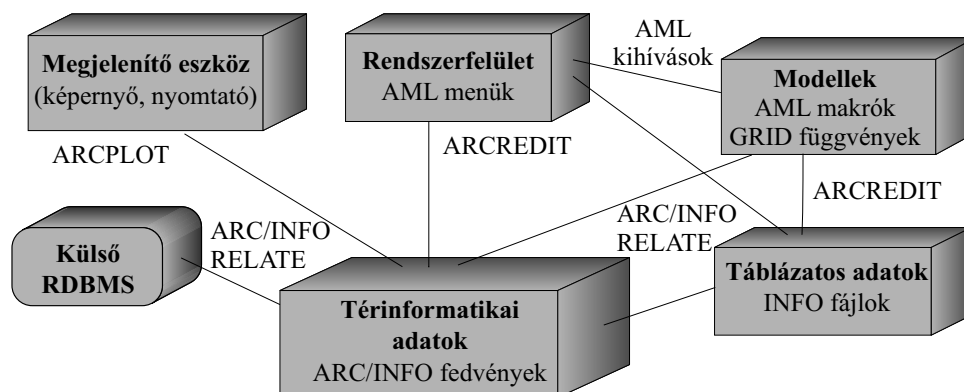 Megjelenítő eszköz
(képernyő, nyomtató)
Rendszerfelület
AML menük
AML
kihívások
Modellek
AML makrók
GRID függvények
ARCPLOT
ARCREDIT
ARCREDIT
Külső
RDBMS
ARC/INFO
RELATE
ARC/INFO
RELATE
Térinformatikai
adatok
ARC/INFO fedvények
Táblázatos adatok
INFO fájlok